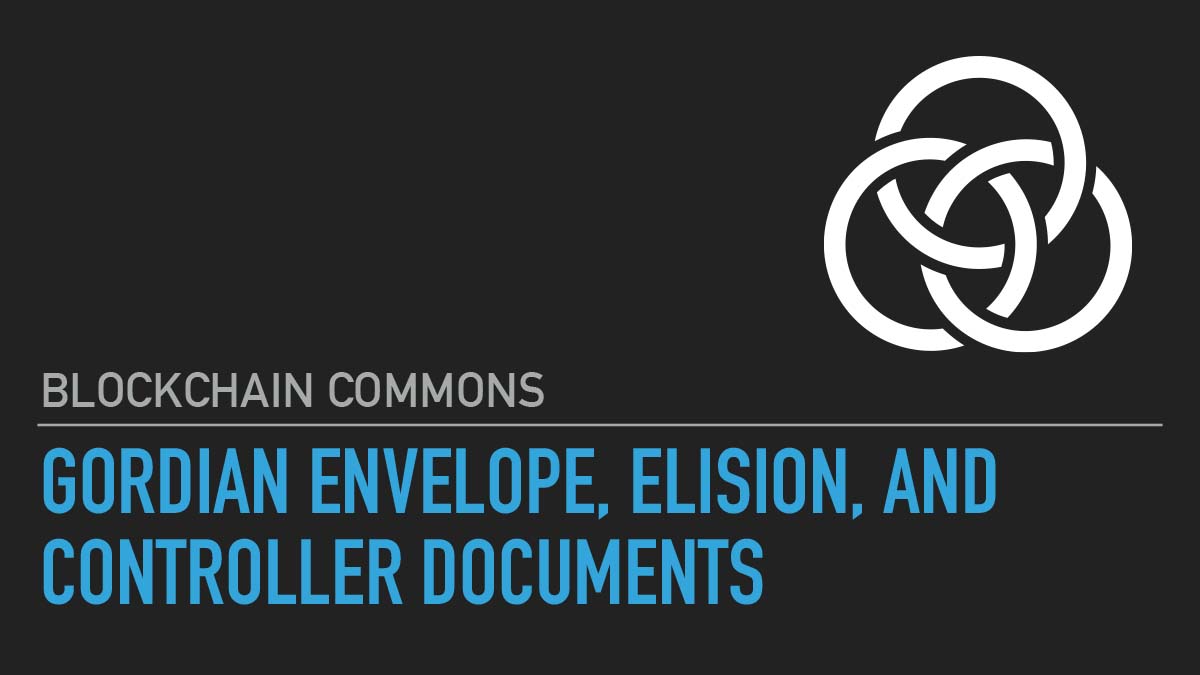 BLOCKCHAIN COMMONS
GORDIAN ENVELOPE, ELISION, AND
CONTROLLER DOCUMENTS